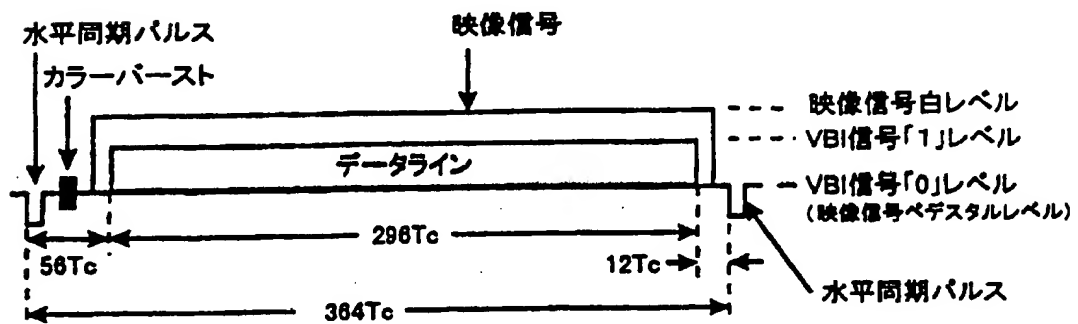 水平同期パルス
映像信号
カラーバースト
映像信号白レベル
VBI信号「1」レベル
データライン
VBI信号「0」レベル
(映像信号ペデスタルレベル)
296Tc
56Tc
12Tc
水平同期パルス
364Tc